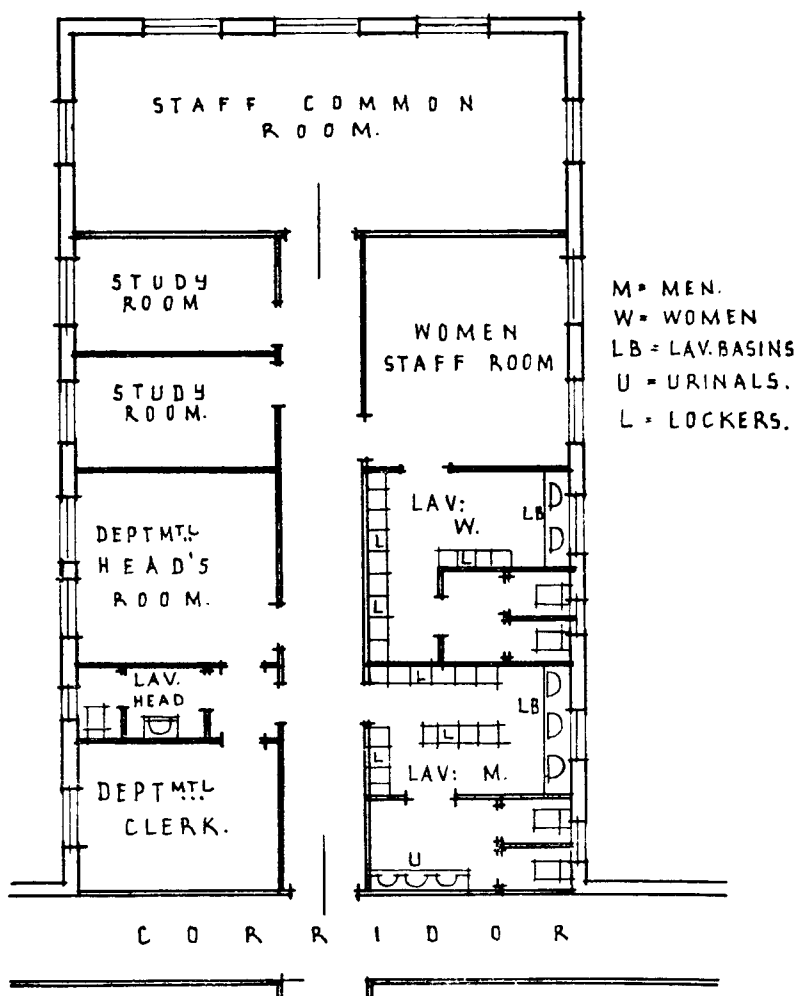 STAFF COMMON
ROOM.
STUDY
ROOM
STUDY
ROOM.
WOMEN
STAFF ROOM
M = MEN.
W = WOMEN
LB = LAV. BASINS
U = URINALS.
L = LOCKERS.
DEPTMTL
HEAD'S
ROOM.
LAV:
W.
LB
L
L
L
LAV.
HEAD
L
LB
L
L
LAV: M.
DEPTMTL
CLERK.
U
CORRIDOR